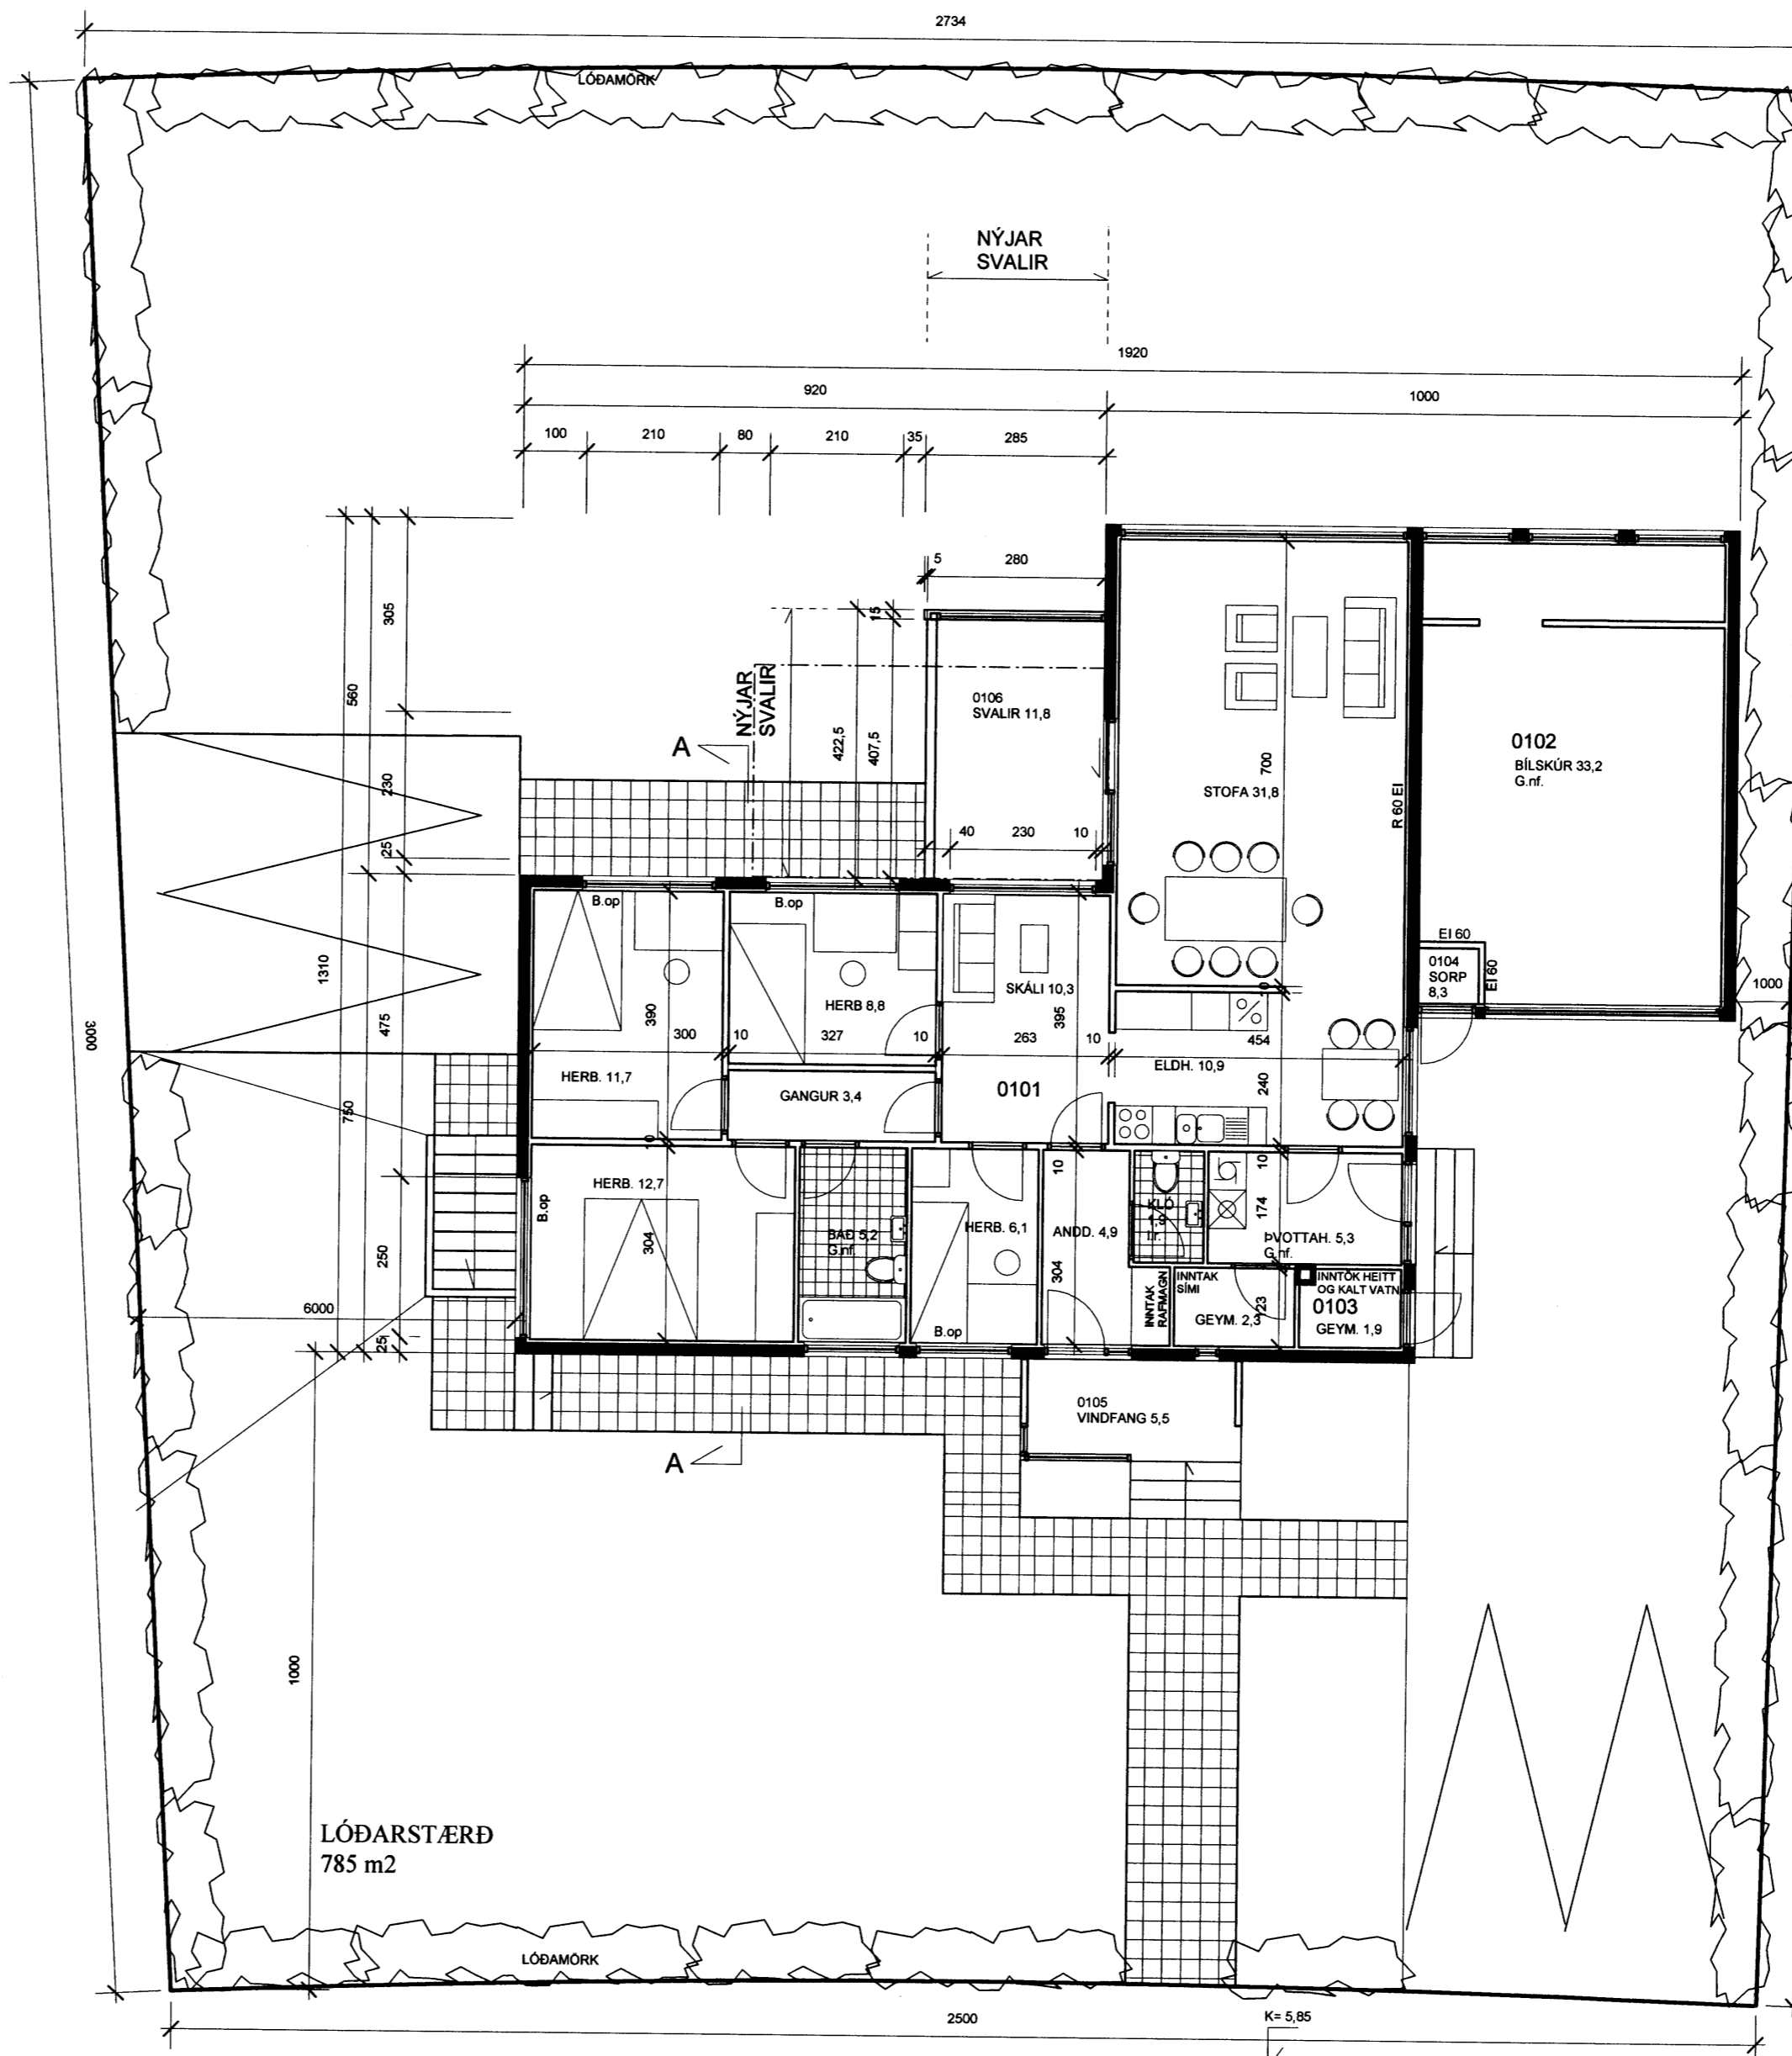 2734
LÓÐAMÖRK
NÝJAR
SVALIR
1920
920
1000
100
210
80
210
35
285
5
280
15
305
560
230
25
422,5
407,5
NÝJAR
SVALIR
A
0106
SVALIR 11,8
40
230
10
700
STOFA 31,8
R 60 EI
0102
BÍLSKÚR 33,2
G.nf.
B.op
B.op
EI 60
0104
SORP
8,3
EI 60
1000
SKÁLI 10,3
HERB 8,8
390
395
300
10
327
10
263
10
454
1310
475
3000
HERB. 11,7
GANGUR 3,4
0101
ELDH. 10,9
240
750
HERB. 12,7
B.op
304
BAÐ 5,2
G.nf.
HERB. 6,1
B.op
10
ANDD. 4,9
304
KLÓ
10
174
ÞVOTTAH. 5,3
G.nf.
INNTAK
RAFMAGN
INNTAK
SÍMI
GEYM. 2,3
123
INNTÖK HEITT
OG KALT VATN
0103
GEYM. 1,9
250
6000
25
0105
VINDFANG 5,5
A
1000
LÓÐARSTÆRÐ
785 m2
LÓÐAMÖRK
2500
K= 5,85